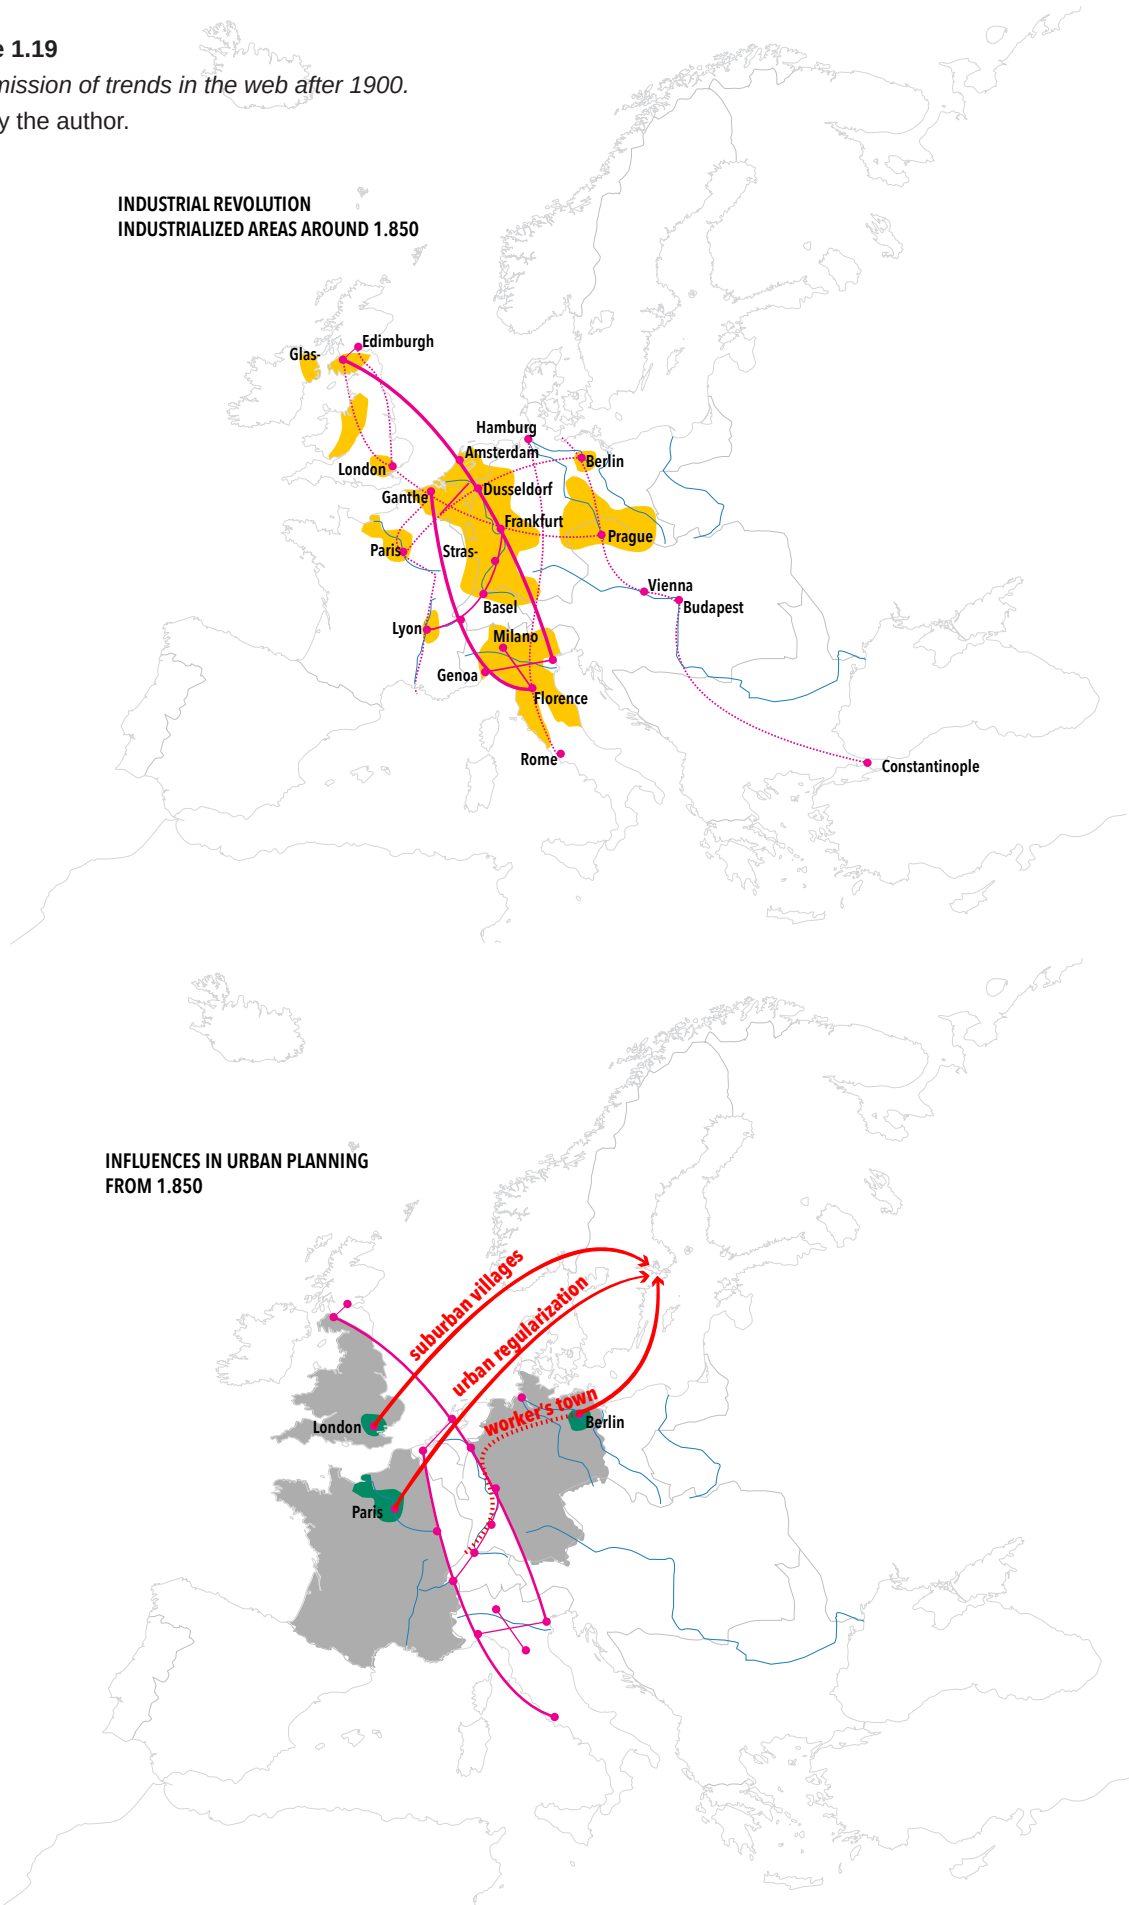 e 1.19
mission of trends in the web after 1900.
y the author.
INDUSTRIAL REVOLUTION
INDUSTRIALIZED AREAS AROUND 1.850
Edimburgh
Glas-
Hamburg
Amsterdam
Berlin
London
Dusseldorf
Ganthe
Frankfurt
Prague
Paris
Stras-
Vienna
Basel
Budapest
Lyon
Milano
Genoa
Florence
Rome
Constantinople
INFLUENCES IN URBAN PLANNING
FROM 1.850
suburban villages
urban regularization
worker's town
London
Berlin
Paris